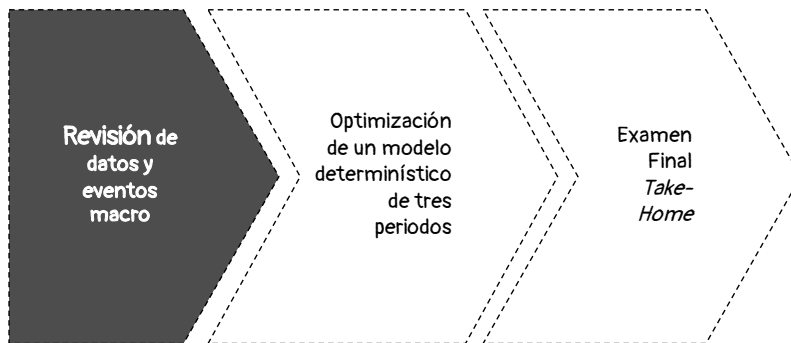 Revisión de
datos y
eventos
macro
Optimización
de un modelo
determinístico
de tres
periodos
Examen
Final
Take-
Home